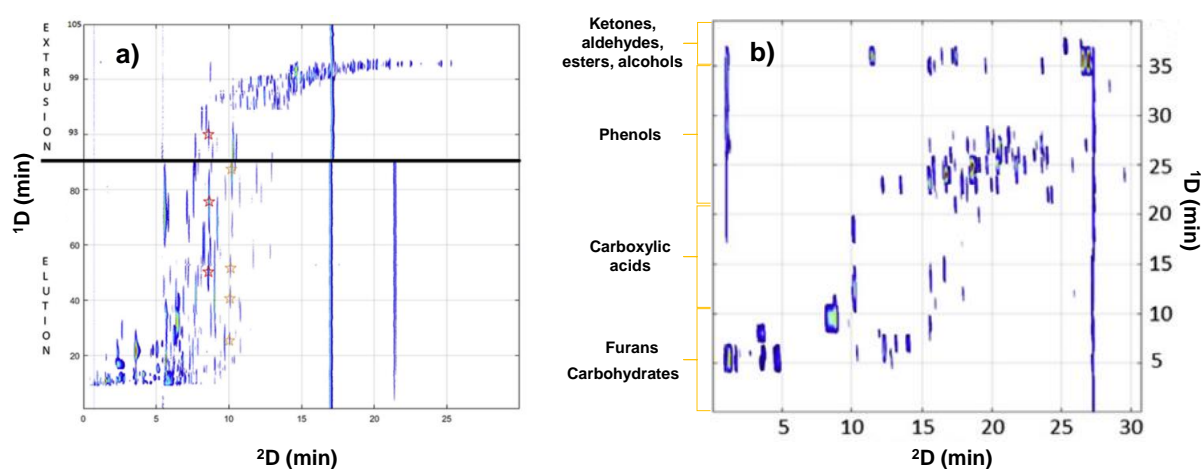 a)
EXTRUSION
ELUTION
¹D (min)
105
99
93
80
60
40
20
0 5 10 15 20 25
²D (min)
b)
Ketones,
aldehydes,
esters, alcohols
Phenols
Carboxylic
acids
Furans
Carbohydrates
35
30
25
20
15
10
5
¹D (min)
5 10 15 20 25 30
²D (min)